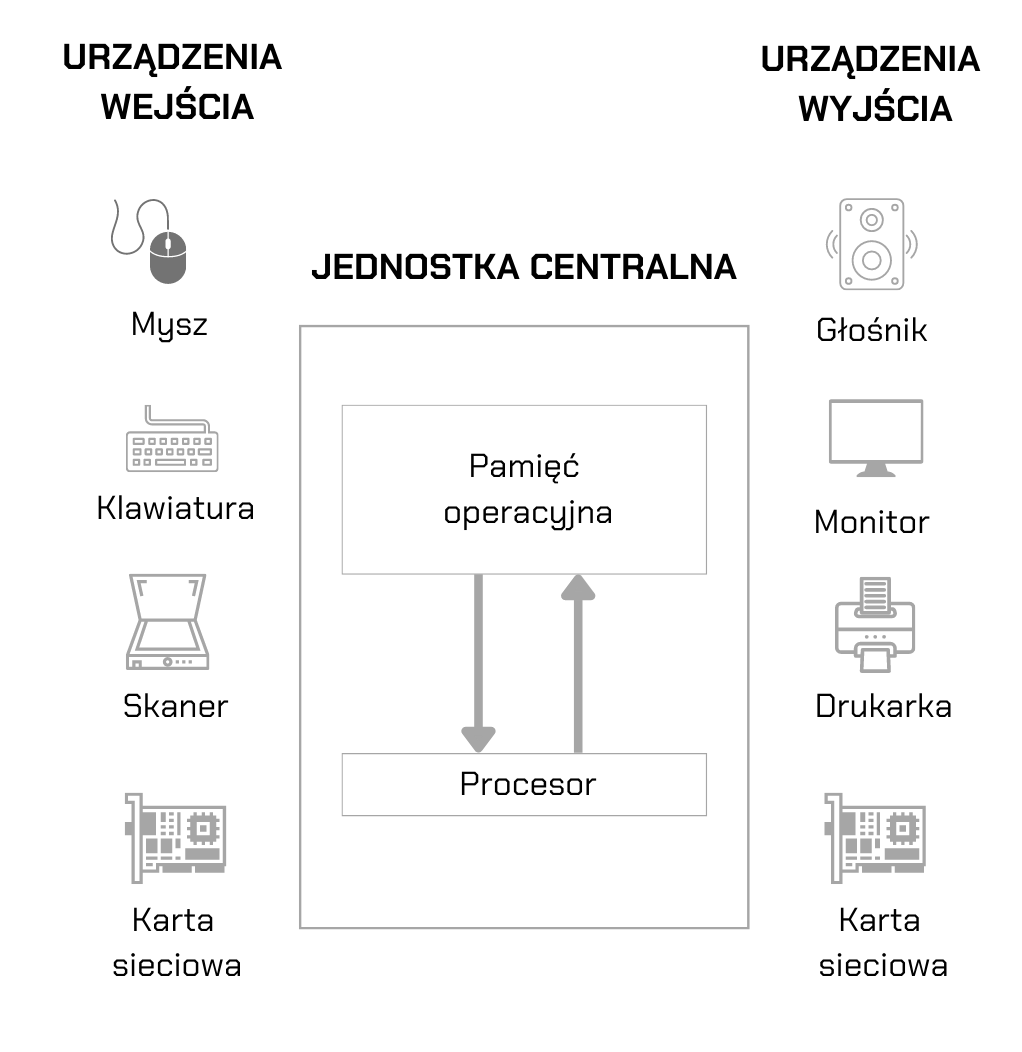 URZĄDZENIA
WEJŚCIA
Mysz
Klawiatura
Skaner
Karta
sieciowa
JEDNOSTKA CENTRALNA
Pamięć
operacyjna
Procesor
URZĄDZENIA
WYJŚCIA
Głośnik
Monitor
Drukarka
Karta
sieciowa